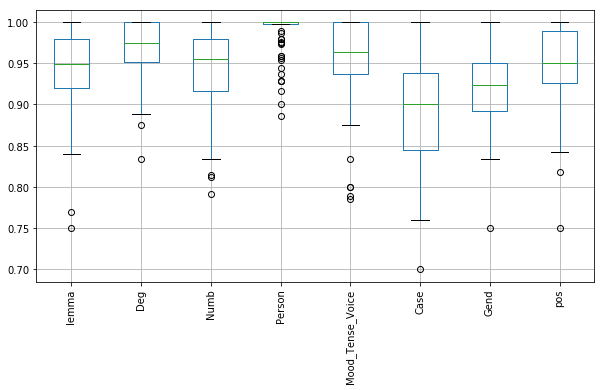 1.00
0.95
0.90
0.85
0.80
0.75
0.70
lemma
Deg
Numb
Person
Mood_Tense_Voice
Case
Gend
pos